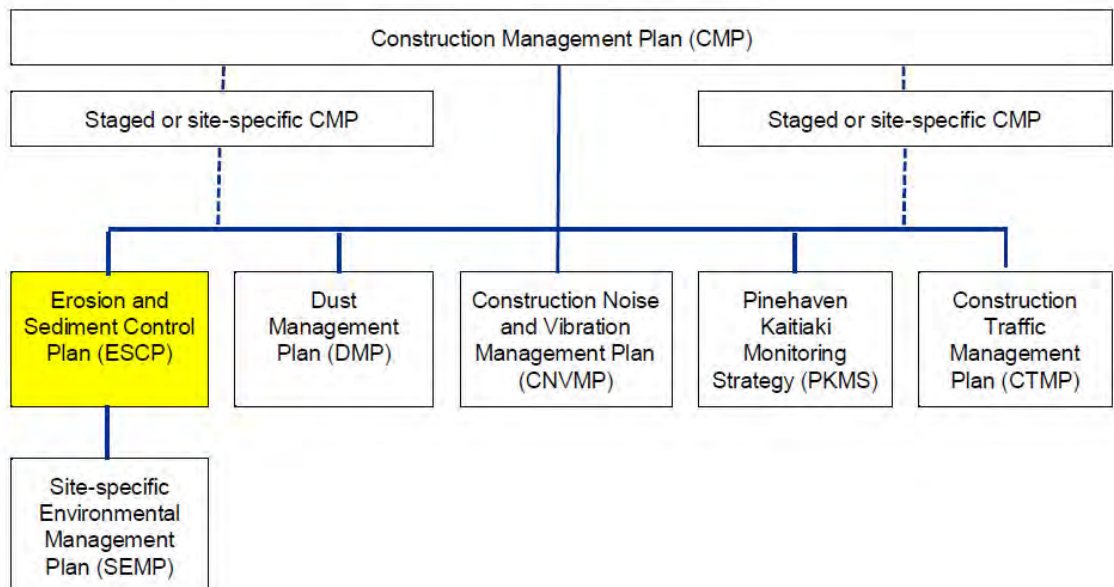 Construction Management Plan (CMP)
Staged or site-specific CMP
Staged or site-specific CMP
Erosion and
Sediment Control
Plan (ESCP)
Dust
Management
Plan (DMP)
Construction Noise
and Vibration
Management Plan
(CNVMP)
Pinehaven
Kaitiaki
Monitoring
Strategy (PKMS)
Construction
Traffic
Management
Plan (CTMP)
Site-specific
Environmental
Management
Plan (SEMP)